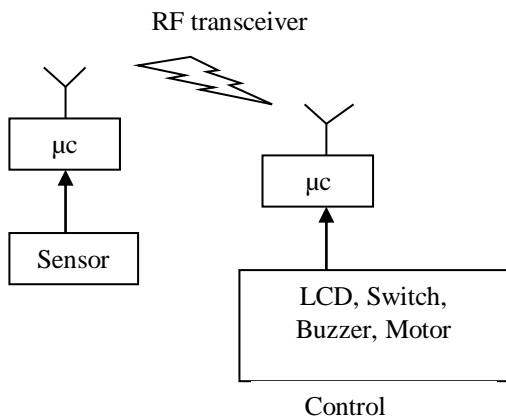 RF transceiver
μc
μc
Sensor
LCD, Switch,
Buzzer, Motor
Control